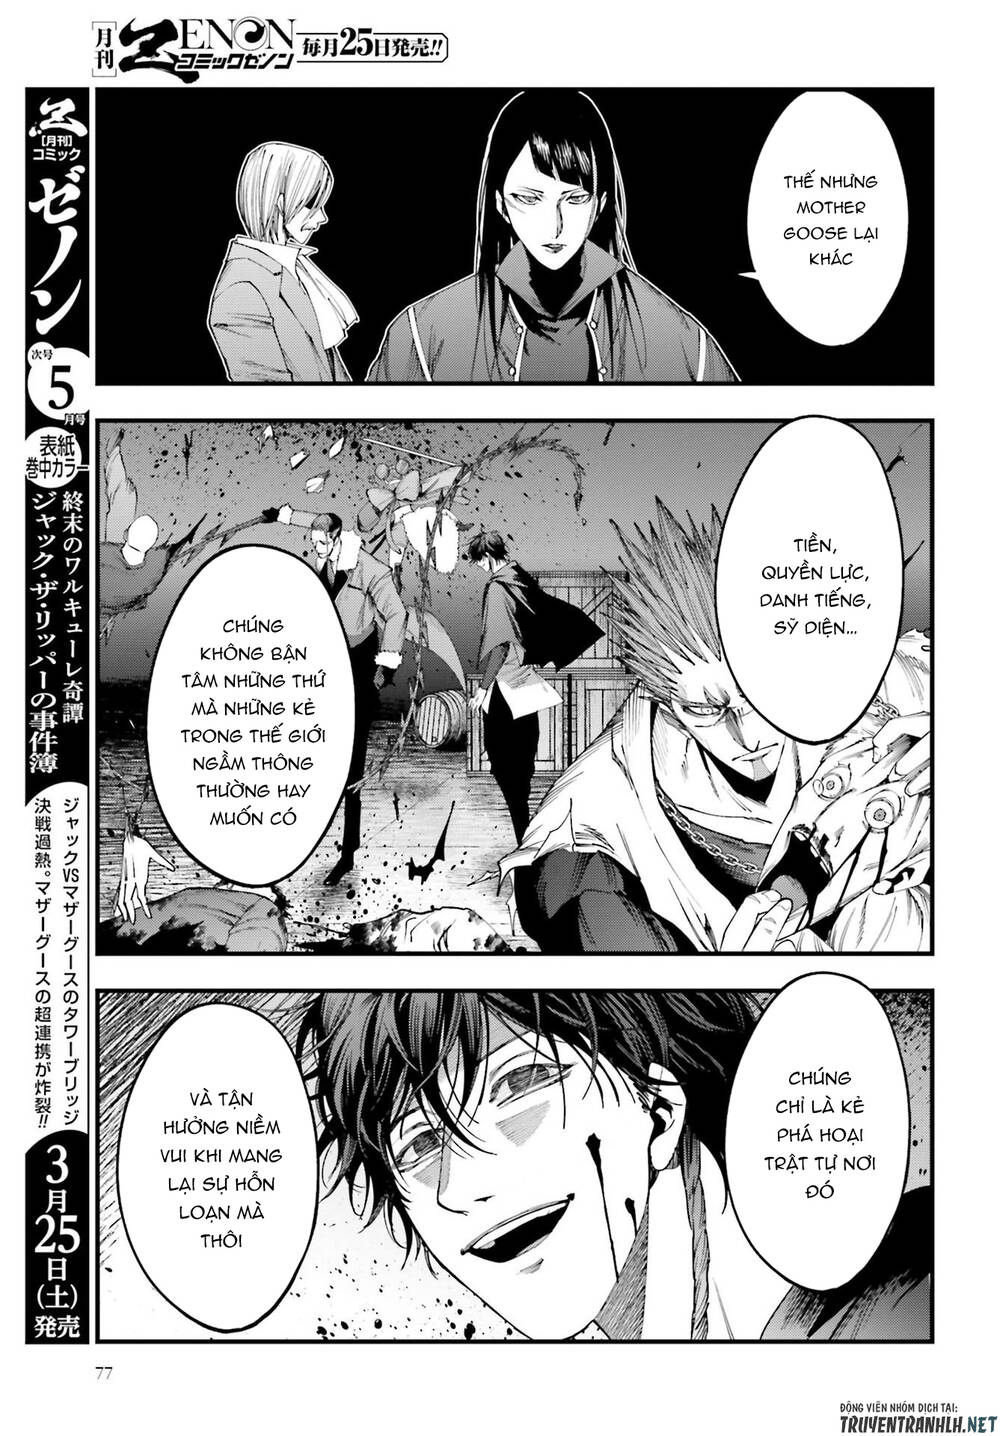 [月刊]
ZENON
コミックゼノン
毎月25日発売!!
[月刊]
コミック
ゼノン
次号
5
月号
表紙
巻中カラー
終末のワルキューレ奇譚
ジャック・ザ・リッパーの事件簿
ジャックVSマザーグースのタワーブリッジ
決戦過熱。マザーグースの超連携が炸裂!!
3
月
25
日
(土)
発売
THẾ NHƯNG
MOTHER
GOOSE LẠI
KHÁC
TIỀN,
QUYỀN LỰC,
DANH TIẾNG,
SỸ DIỆN...
CHÚNG
KHÔNG BẬN
TÂM NHỮNG THỨ
MÀ NHỮNG KẺ
TRONG THẾ GIỚI
NGẦM THÔNG
THƯỜNG HAY
MUỐN CÓ
CHÚNG
CHỈ LÀ KẺ
PHÁ HOẠI
TRẬT TỰ NƠI
ĐÓ
VÀ TẬN
HƯỞNG NIỀM
VUI KHI MANG
LẠI SỰ HỖN
LOẠN MÀ
THÔI
77
ĐỘNG VIÊN NHÓM DỊCH TẠI:
TRUYENTRANHLH.NET